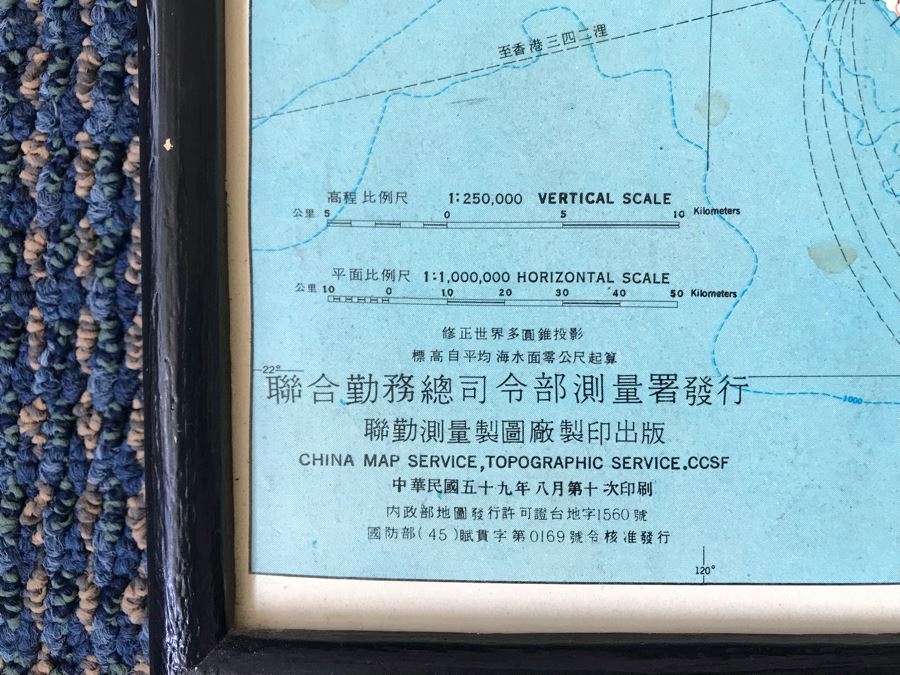 至香港三四二浬
高程比例尺 1:250,000 VERTICAL SCALE
公里 5 0 5 10 Kilometers
平面比例尺 1:1,000,000 HORIZONTAL SCALE
公里 10 0 10 20 30 40 50 Kilometers
修正世界多圓錐投影
標高自平均海水面零公尺起算
22°
聯合勤務總司令部測量署發行
1000
聯勤測量製圖廠製印出版
CHINA MAP SERVICE,TOPOGRAPHIC SERVICE.CCSF
中華民國五十九年八月第十次印刷
內政部地圖發行許可證台地字1560號
國防部(45)賦貫字第0169號令核准發行
120°